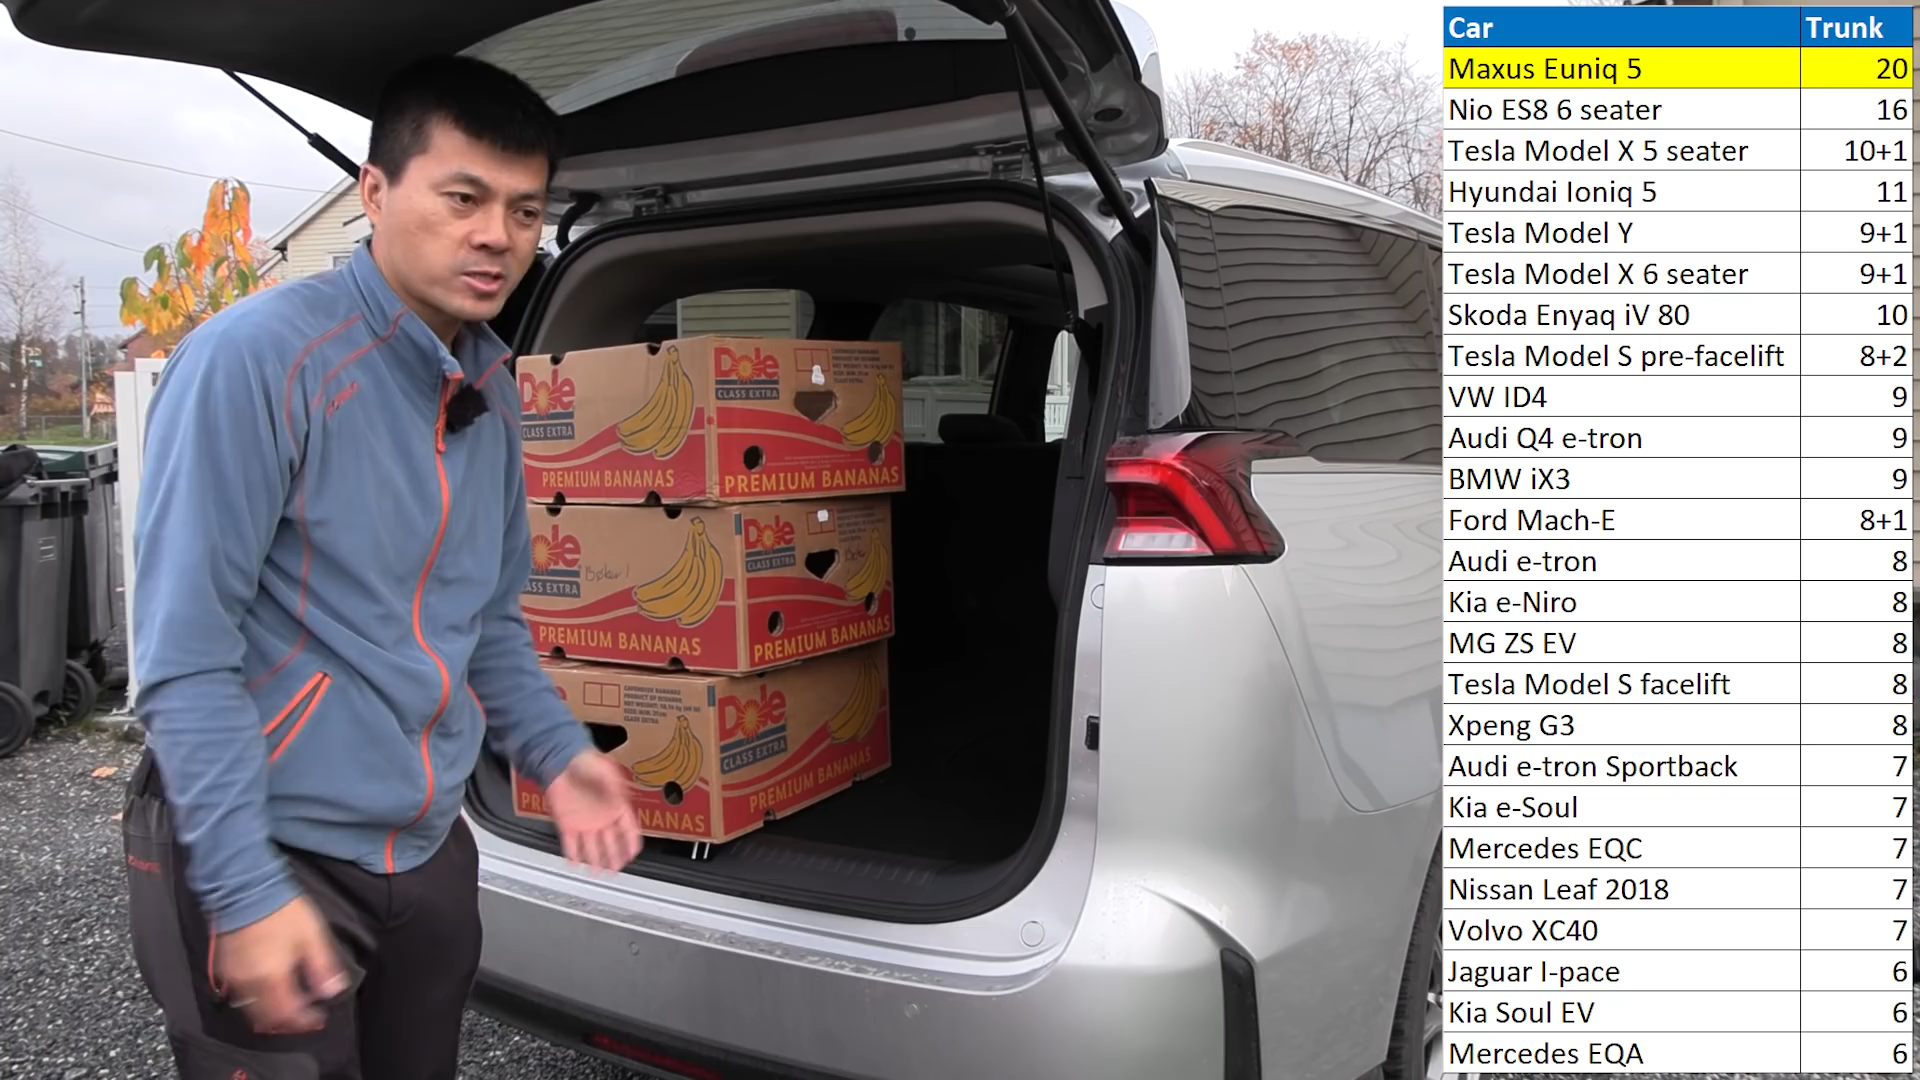 Car Trunk
Maxus Euniq 5 20
Nio ES8 6 seater 16
Tesla Model X 5 seater 10+1
Hyundai Ioniq 5 11
Tesla Model Y 9+1
Tesla Model X 6 seater 9+1
Skoda Enyaq iV 80 10
Tesla Model S pre-facelift 8+2
VW ID4 9
Audi Q4 e-tron 9
BMW iX3 9
Ford Mach-E 8+1
Audi e-tron 8
Kia e-Niro 8
MG ZS EV 8
Tesla Model S facelift 8
Xpeng G3 8
Audi e-tron Sportback 7
Kia e-Soul 7
Mercedes EQC 7
Nissan Leaf 2018 7
Volvo XC40 7
Jaguar I-pace 6
Kia Soul EV 6
Mercedes EQA 6
Dole
CLASS EXTRA
PREMIUM BANANAS
Dole
CLASS EXTRA
PREMIUM BANANAS
Dole
CLASS EXTRA
PREMIUM BANANAS
Dole
CLASS EXTRA
PREMIUM BANANAS
CLASS EXTRA
Dole
CLASS EXTRA
PREMIUM BANANAS